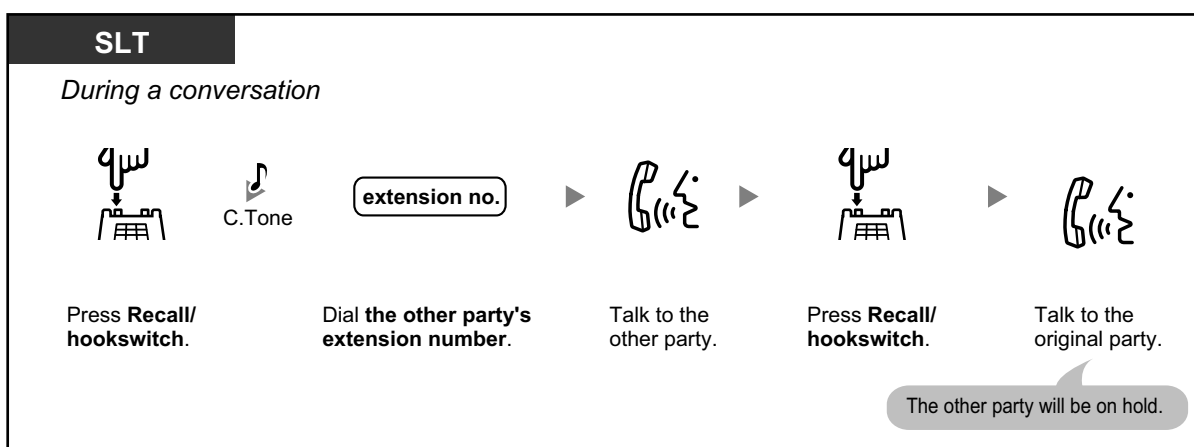 SLT
During a conversation
C.Tone
extension no.
Press Recall/
hookswitch.
Dial the other party's
extension number.
Talk to the
other party.
Press Recall/
hookswitch.
Talk to the
original party.
The other party will be on hold.